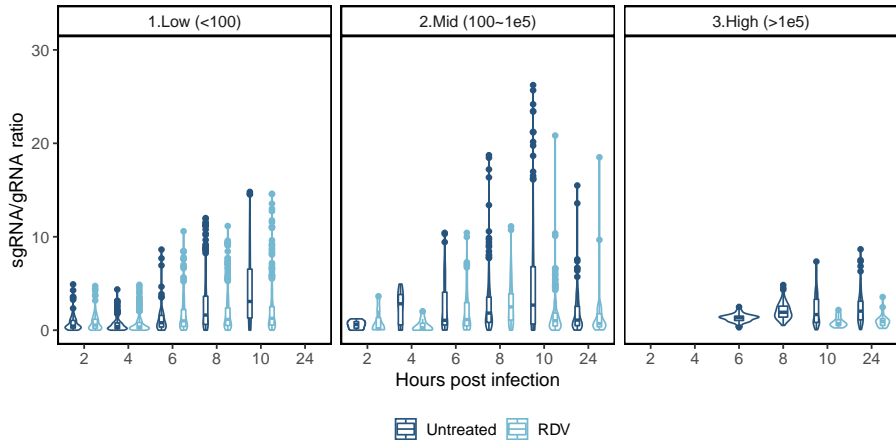 1.Low (<100) 2.Mid (100~1e5) 3.High (>1e5)
sgRNA/gRNA ratio
30
20
10
0
2 4 6 8 10 24 2 4 6 8 10 24 2 4 6 8 10 24
Hours post infection
Untreated RDV